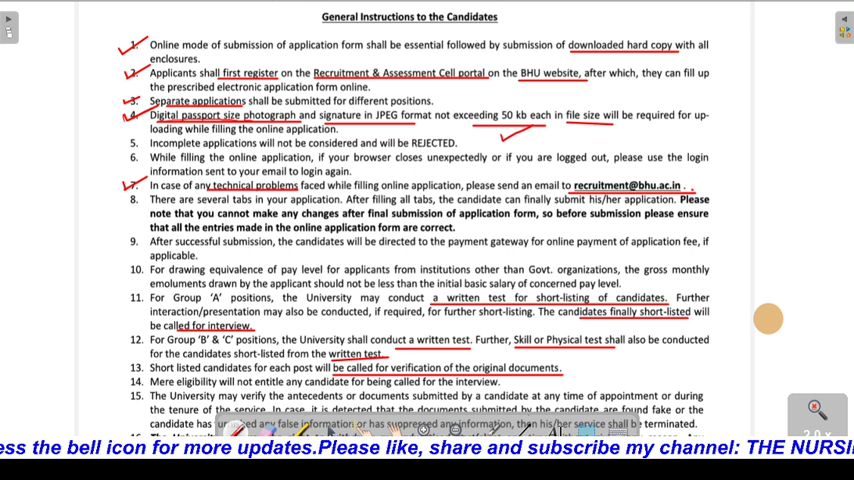 General Instructions to the Candidates
1. Online mode of submission of application form shall be essential followed by submission of downloaded hard copy with all
enclosures.
2. Applicants shall first register on the Recruitment & Assessment Cell portal on the BHU website, after which, they can fill up
the prescribed electronic application form online.
3. Separate applications shall be submitted for different positions.
4. Digital passport size photograph and signature in JPEG format not exceeding 50 kb each in file size will be required for up-
loading while filling the online application.
5. Incomplete applications will not be considered and will be REJECTED.
6. While filling the online application, if your browser closes unexpectedly or if you are logged out, please use the login
information sent to your email to login again.
7. In case of any technical problems faced while filling online application, please send an email to recruitment@bhu.ac.in .
8. There are several tabs in your application. After filling all tabs, the candidate can finally submit his/her application. Please
note that you cannot make any changes after final submission of application form, so before submission please ensure
that all the entries made in the online application form are correct.
9. After successful submission, the candidates will be directed to the payment gateway for online payment of application fee, if
applicable.
10. For drawing equivalence of pay level for applicants from institutions other than Govt. organizations, the gross monthly
emoluments drawn by the applicant should not be less than the initial basic salary of concerned pay level.
11. For Group 'A' positions, the University may conduct a written test for short-listing of candidates. Further
interaction/presentation may also be conducted, if required, for further short-listing. The candidates finally short-listed will
be called for interview.
12. For Group 'B' & 'C' positions, the University shall conduct a written test. Further, Skill or Physical test shall also be conducted
for the candidates short-listed from the written test.
13. Short listed candidates for each post will be called for verification of the original documents.
14. Mere eligibility will not entitle any candidate for being called for the interview.
15. The University may verify the antecedents or documents submitted by a candidate at any time of appointment or during
the tenure of the service. In case, it is detected that the documents submitted by the candidate are found fake or the
candidate has any false information or has suppressed any information, then his/her service shall be terminated.
2.0 x
ess the bell icon for more updates.Please like, share and subscribe my channel: THE NURSI